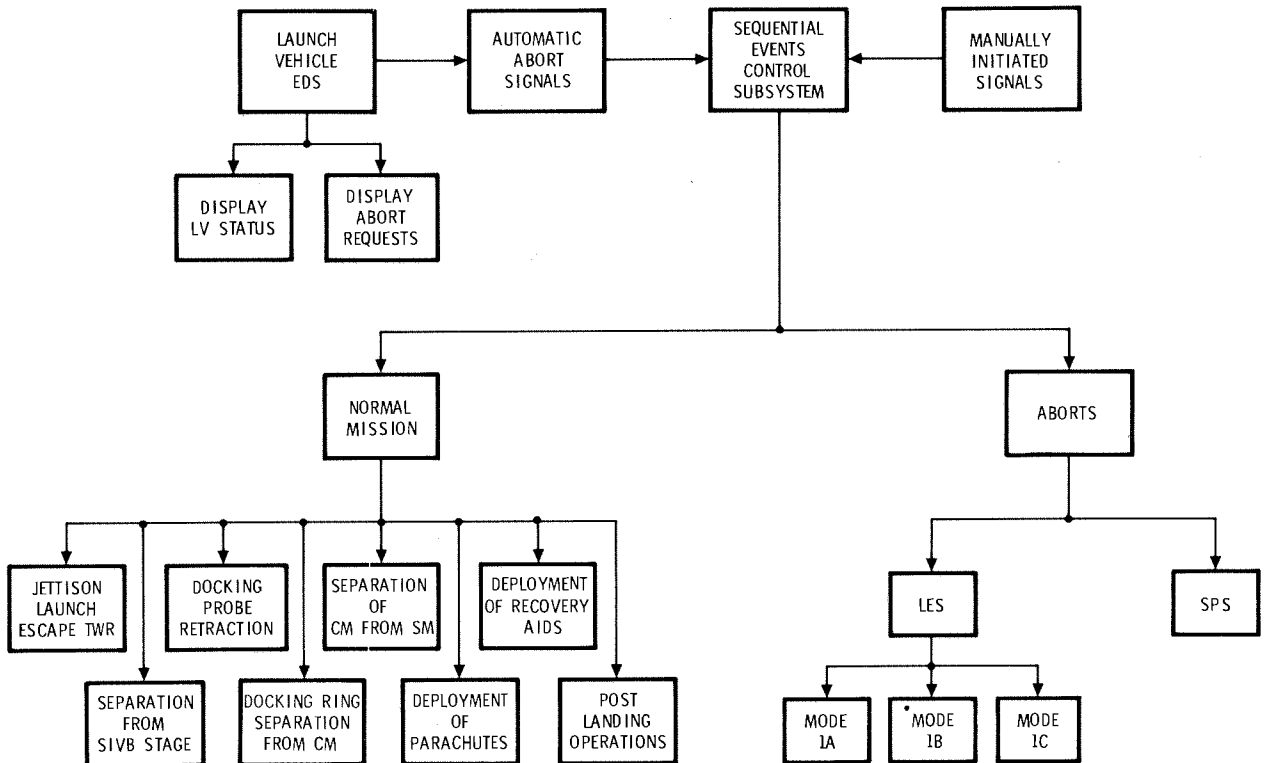 LAUNCH
VEHICLE
EDS
AUTOMATIC
ABORT
SIGNALS
SEQUENTIAL
EVENTS
CONTROL
SUBSYSTEM
MANUALLY
INITIATED
SIGNALS
DISPLAY
LV STATUS
DISPLAY
ABORT
REQUESTS
NORMAL
MISSION
ABORTS
JETTISON
LAUNCH
ESCAPE TWR
DOCKING
PROBE
RETRACTION
SEPARATION
OF
CM FROM SM
DEPLOYMENT
OF RECOVERY
AIDS
LES
SPS
SEPARATION
FROM
SIVB STAGE
DOCKING RING
SEPARATION
FROM CM
DEPLOYMENT
OF
PARACHUTES
POST
LANDING
OPERATIONS
MODE
1A
MODE
1B
MODE
1C